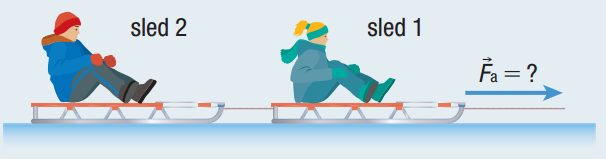 sled 2
sled 1
F⃗a = ?